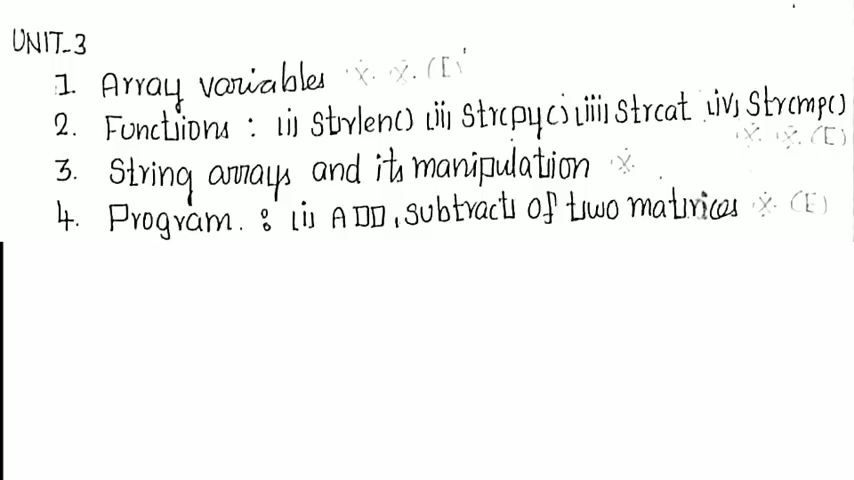 UNIT-3
1. Array variables ※ ※ (E)
2. Functions : (i) Strlen() (ii) Strcpy() (iii) Strcat (iv) Strcmp()
※ ※ (E)
3. String arrays and its manipulation ※
4. Program : (i) ADD, subtracts of two matrices ※ (E)